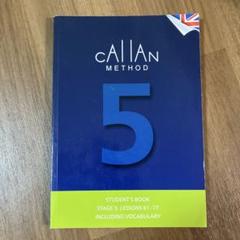 CALLAN
METHOD
5
STUDENT'S BOOK
STAGE 5 LESSONS 61-77
INCLUDING VOCABULARY